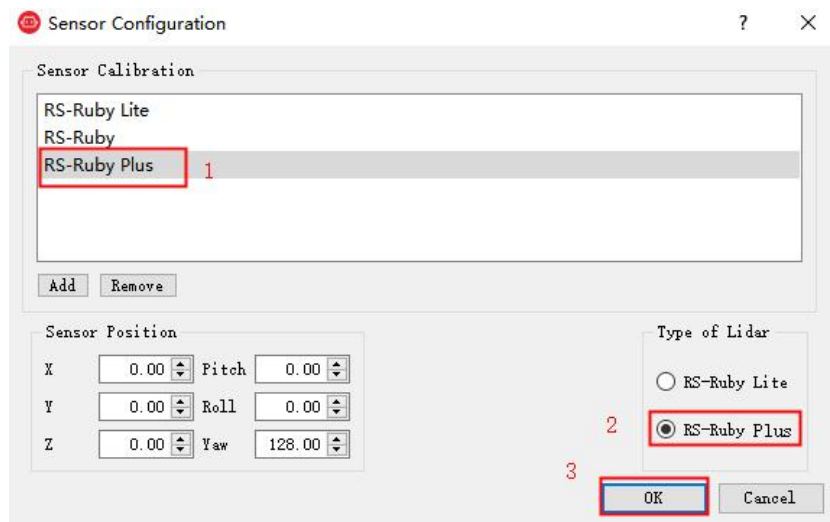 Sensor Configuration ? ×
Sensor Calibration
RS-Ruby Lite
RS-Ruby
RS-Ruby Plus 1
Add Remove
Sensor Position
X 0.00 Pitch 0.00
Y 0.00 Roll 0.00
Z 0.00 Yaw 128.00
Type of Lidar
RS-Ruby Lite
2 RS-Ruby Plus
3 OK Cancel